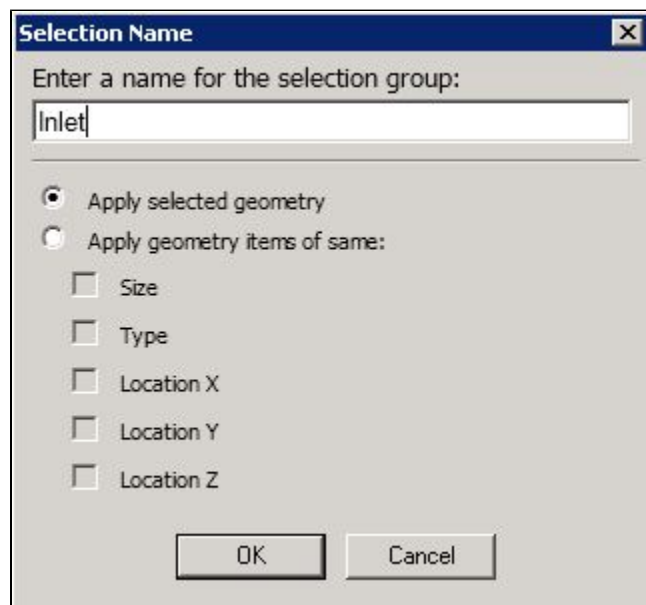 Selection Name
Enter a name for the selection group:
Inlet
Apply selected geometry
Apply geometry items of same:
Size
Type
Location X
Location Y
Location Z
OK Cancel